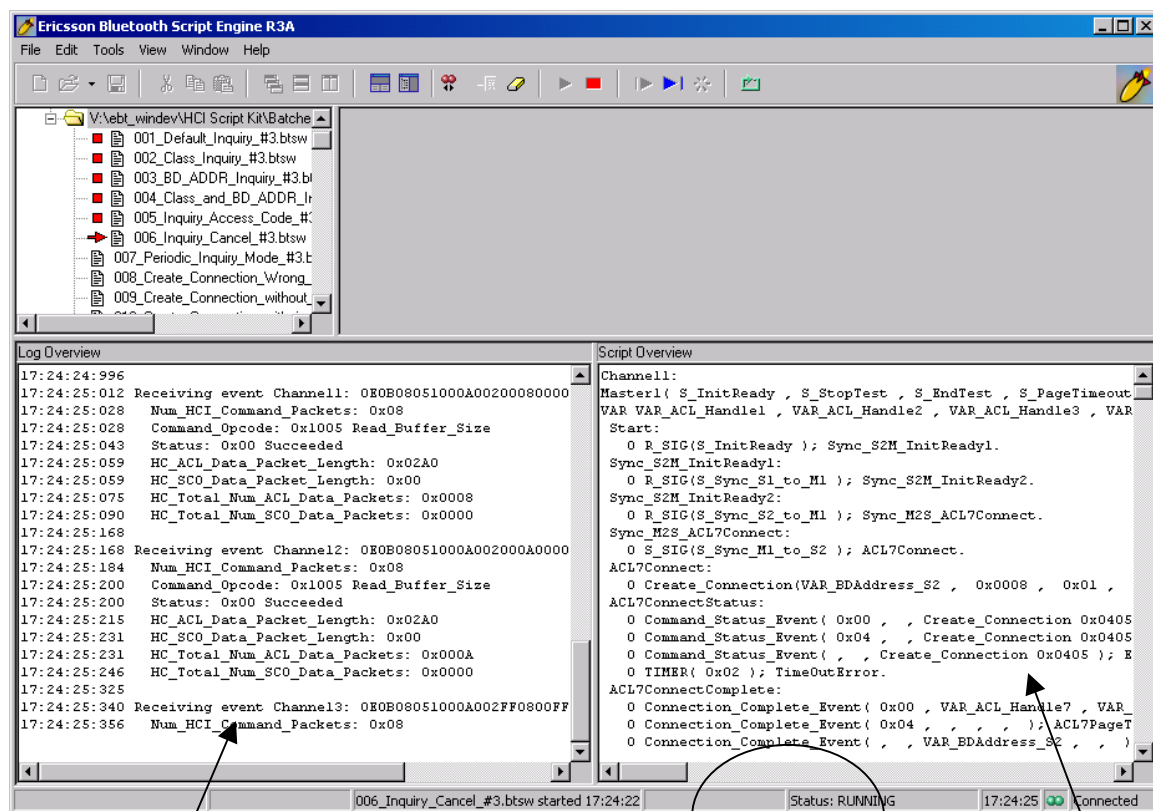 Ericsson Bluetooth Script Engine R3A
File Edit Tools View Window Help
V:\ebt_windev\HCI Script Kit\Batche
001_Default_Inquiry_#3.btsw
002_Class_Inquiry_#3.btsw
003_BD_ADDR_Inquiry_#3.b
004_Class_and_BD_ADDR_I
005_Inquiry_Access_Code_#
006_Inquiry_Cancel_#3.btsw
007_Periodic_Inquiry_Mode_#3.
008_Create_Connection_Wrong_
009_Create_Connection_without_
Log Overview
17:24:24:996
17:24:25:012 Receiving event Channel1: 0E0B08051000A00200080000
17:24:25:028 Num_HCI_Command_Packets: 0x08
17:24:25:028 Command_Opcode: 0x1005 Read_Buffer_Size
17:24:25:043 Status: 0x00 Succeeded
17:24:25:059 HC_ACL_Data_Packet_Length: 0x02A0
17:24:25:059 HC_SCO_Data_Packet_Length: 0x00
17:24:25:075 HC_Total_Num_ACL_Data_Packets: 0x0008
17:24:25:090 HC_Total_Num_SCO_Data_Packets: 0x0000
17:24:25:168
17:24:25:168 Receiving event Channel2: 0E0B08051000A002000A0000
17:24:25:184 Num_HCI_Command_Packets: 0x08
17:24:25:200 Command_Opcode: 0x1005 Read_Buffer_Size
17:24:25:200 Status: 0x00 Succeeded
17:24:25:215 HC_ACL_Data_Packet_Length: 0x02A0
17:24:25:231 HC_SCO_Data_Packet_Length: 0x00
17:24:25:231 HC_Total_Num_ACL_Data_Packets: 0x000A
17:24:25:246 HC_Total_Num_SCO_Data_Packets: 0x0000
17:24:25:325
17:24:25:340 Receiving event Channel3: 0E0B08051000A002FF0800FF
17:24:25:356 Num_HCI_Command_Packets: 0x08
Script Overview
Channel1:
Master1( S_InitReady , S_StopTest , S_EndTest , S_PageTimeout
VAR VAR_ACL_Handle1 , VAR_ACL_Handle2 , VAR_ACL_Handle3 , VAR
Start:
0 R_SIG(S_InitReady ); Sync_S2M_InitReady1.
Sync_S2M_InitReady1:
0 R_SIG(S_Sync_S1_to_M1 ); Sync_S2M_InitReady2.
Sync_S2M_InitReady2:
0 R_SIG(S_Sync_S2_to_M1 ); Sync_M2S_ACL7Connect.
Sync_M2S_ACL7Connect:
0 S_SIG(S_Sync_M1_to_S2 ); ACL7Connect.
ACL7Connect:
0 Create_Connection(VAR_BDAddress_S2 , 0x0008 , 0x01 ,
ACL7ConnectStatus:
0 Command_Status_Event( 0x00 , , Create_Connection 0x0405
0 Command_Status_Event( 0x04 , , Create_Connection 0x0405
0 Command_Status_Event( , , Create_Connection 0x0405 ); E
0 TIMER( 0x02 ); TimeOutError.
ACL7ConnectComplete:
0 Connection_Complete_Event( 0x00 , VAR_ACL_Handle7 , VAR_
0 Connection_Complete_Event( 0x04 , , , , ); ACL7PageT
0 Connection_Complete_Event( , , VAR_BDAddress_S2 , , )
006_Inquiry_Cancel_#3.btsw started 17:24:22
Status: RUNNING
17:24:25
Connected